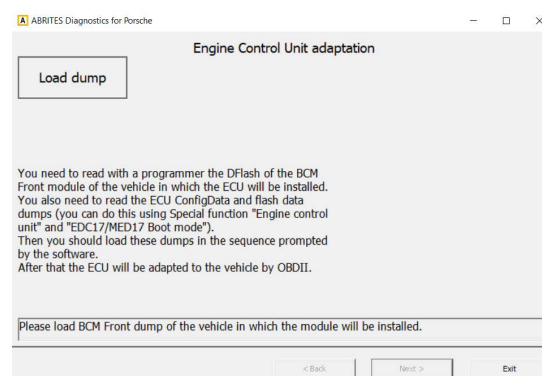 A ABRITES Diagnostics for Porsche
Engine Control Unit adaptation
Load dump
You need to read with a programmer the DFlash of the BCM
Front module of the vehicle in which the ECU will be installed.
You also need to read the ECU ConfigData and flash data
dumps (you can do this using Special function "Engine control
unit" and "EDC17/MED17 Boot mode").
Then you should load these dumps in the sequence prompted
by the software.
After that the ECU will be adapted to the vehicle by OBDII.
Please load BCM Front dump of the vehicle in which the module will be installed.
< Back Next > Exit